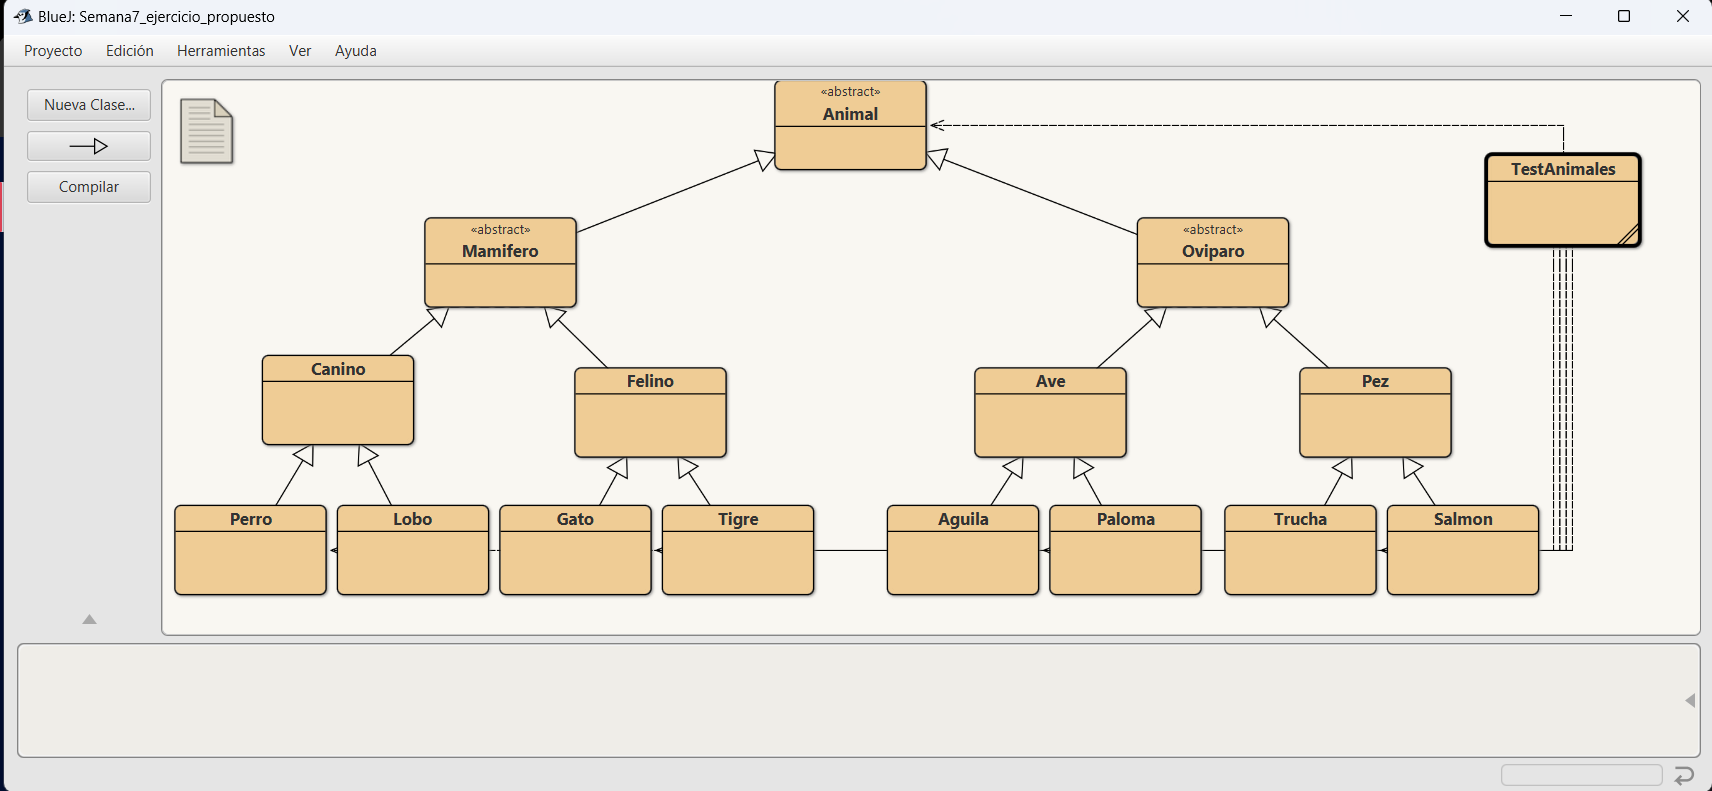 BlueJ: Semana7_ejercicio_propuesto
Proyecto Edición Herramientas Ver Ayuda
Nueva Clase...
Compilar
«abstract»
Animal
TestAnimales
«abstract»
Mamifero
«abstract»
Oviparo
Canino
Felino
Ave
Pez
Perro
Lobo
Gato
Tigre
Aguila
Paloma
Trucha
Salmon